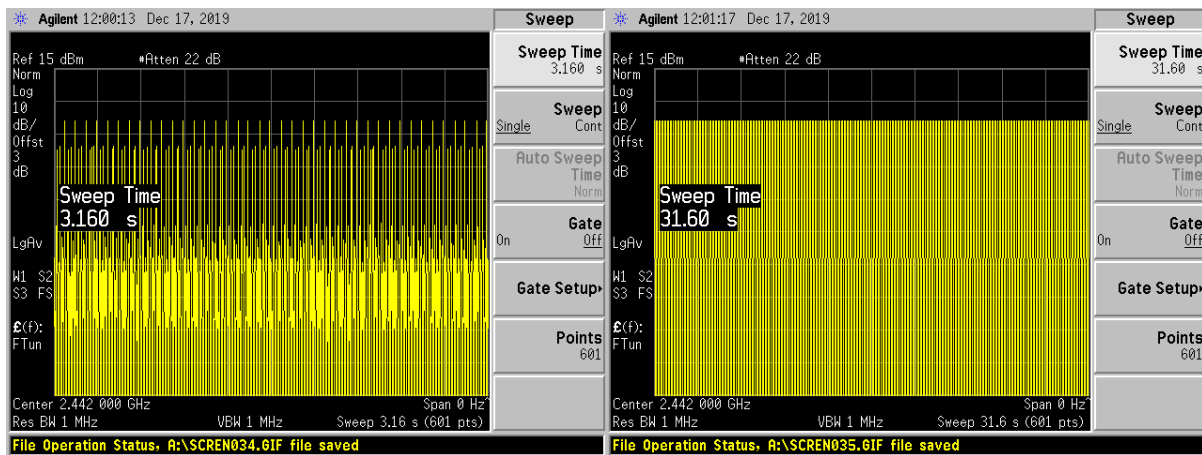 Agilent 12:00:13 Dec 17, 2019
Sweep
Ref 15 dBm #Atten 22 dB
Norm
Log
10
dB/
Offst
3
dB
LgAv
W1 S2
S3 FS
£(f):
FTun
Sweep Time
3.160 s
Center 2.442 000 GHz Span 0 Hz^
Res BW 1 MHz VBW 1 MHz Sweep 3.16 s (601 pts)
Sweep Time
3.160 s
Sweep
Single Cont
Auto Sweep
Time
Norm
Gate
On Off
Gate Setup▸
Points
601
File Operation Status, A:\SCREN034.GIF file saved
Agilent 12:01:17 Dec 17, 2019
Sweep
Ref 15 dBm #Atten 22 dB
Norm
Log
10
dB/
Offst
3
dB
LgAv
W1 S2
S3 FS
£(f):
FTun
Sweep Time
31.60 s
Center 2.442 000 GHz Span 0 Hz^
Res BW 1 MHz VBW 1 MHz Sweep 31.6 s (601 pts)
Sweep Time
31.60 s
Sweep
Single Cont
Auto Sweep
Time
Norm
Gate
On Off
Gate Setup▸
Points
601
File Operation Status, A:\SCREN035.GIF file saved